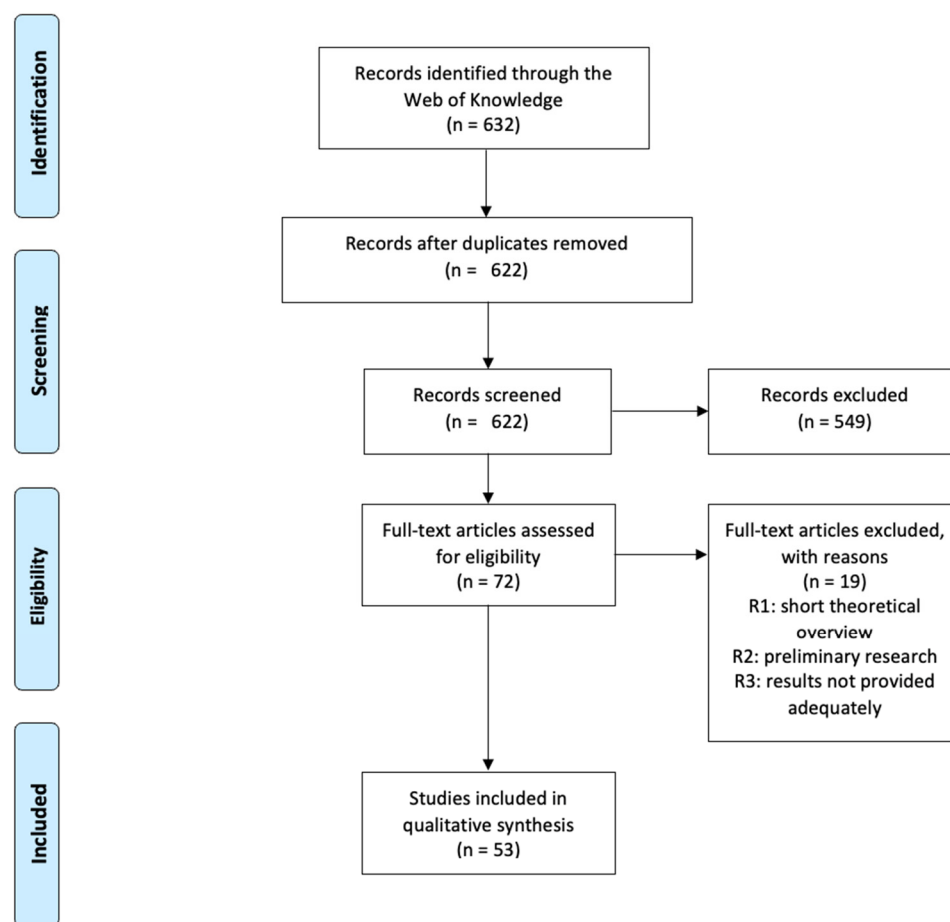 Identification
Records identified through the
Web of Knowledge
(n = 632)
Records after duplicates removed
(n =   622)
Screening
Records screened
(n =   622)
Records excluded
(n = 549)
Eligibility
Full-text articles assessed
for eligibility
(n = 72)
Full-text articles excluded,
with reasons
(n = 19)
R1: short theoretical
overview
R2: preliminary research
R3: results not provided
adequately
Included
Studies included in
qualitative synthesis
(n = 53)